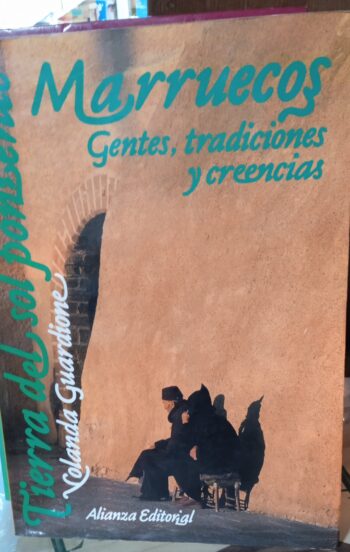 Marruecos
Gentes, tradiciones
y creencias
Tierra del sol poniente
Yolanda Guardione
Alianza Editorial